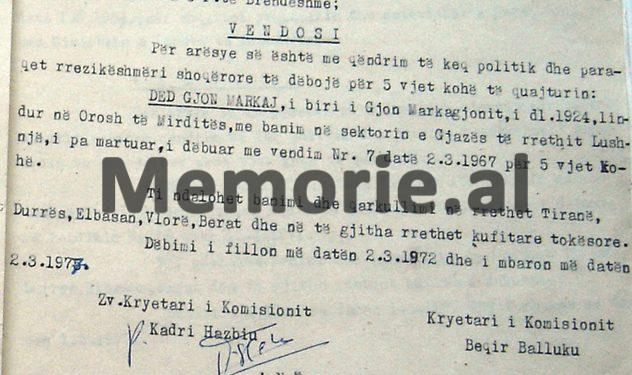 Brendëshme;
V E N D O S I
Për arësye së është me qëndrim të keq politik dhe para-
qet rrezikëshmëri shoqërore të dëbojë për 5 vjet kohë të quajturin:
DED GJON MARKAJ,i biri i Gjon Markagjonit,i dl.1924,lin-
dur në Orosh të Mirditës,me banim në sektorin e Gjazës të rrethit Lush-
një,i pa martuar,i dëbuar me vendim Nr. 7 datë 2.3.1967 për 5 vjet ko-
hë.
Memorie.al
Ti ndalohet banimi dhe qarkullimi në rrethet Tiranë,
Durrës,Elbasan,Vlorë,Berat dhe në të gjitha rrethet kufitare tokësore.
Dëbimi i fillon më datën 2.3.1972 dhe i mbaron më datën
2.3.1977.
Zv.Kryetari i Komisionit
Kadri Hazbiu
Kryetari i Komisionit
Beqir Balluku